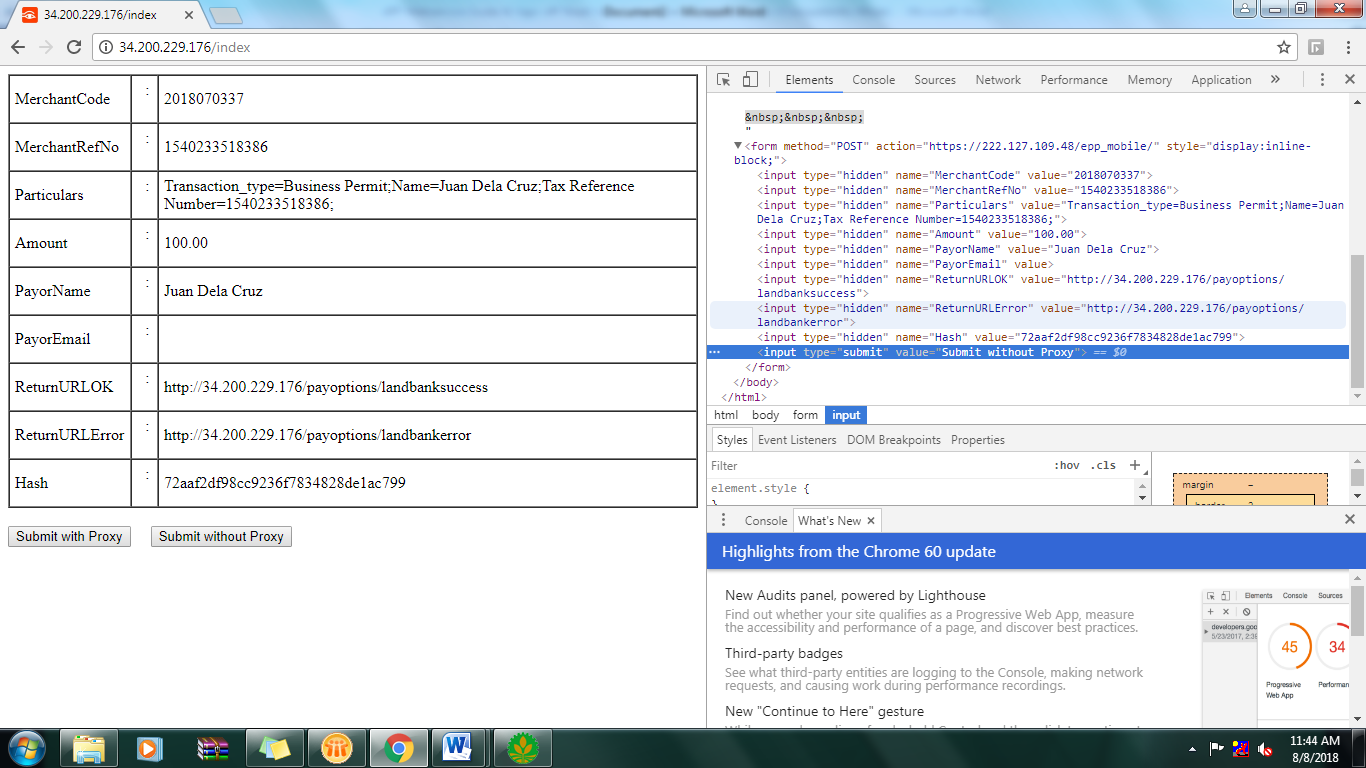 34.200.229.176/index
34.200.229.176/index
MerchantCode : 2018070337
MerchantRefNo : 1540233518386
Particulars : Transaction_type=Business Permit;Name=Juan Dela Cruz;Tax Reference
Number=1540233518386;
Amount : 100.00
PayorName : Juan Dela Cruz
PayorEmail :
ReturnURLOK : http://34.200.229.176/payoptions/landbanksuccess
ReturnURLError : http://34.200.229.176/payoptions/landbankerror
Hash : 72aaf2df98cc9236f7834828de1ac799
Submit with Proxy Submit without Proxy
Elements Console Sources Network Performance Memory Application »
&nbsp;&nbsp;&nbsp;
"
▼<form method="POST" action="https://222.127.109.48/epp_mobile/" style="display:inline-
block;">
<input type="hidden" name="MerchantCode" value="2018070337">
<input type="hidden" name="MerchantRefNo" value="1540233518386">
<input type="hidden" name="Particulars" value="Transaction_type=Business Permit;Name=Juan
Dela Cruz;Tax Reference Number=1540233518386;">
<input type="hidden" name="Amount" value="100.00">
<input type="hidden" name="PayorName" value="Juan Dela Cruz">
<input type="hidden" name="PayorEmail" value>
<input type="hidden" name="ReturnURLOK" value="http://34.200.229.176/payoptions/
landbanksuccess">
<input type="hidden" name="ReturnURLError" value="http://34.200.229.176/payoptions/
landbankerror">
<input type="hidden" name="Hash" value="72aaf2df98cc9236f7834828de1ac799">
… <input type="submit" value="Submit without Proxy"> == $0
</form>
</body>
</html>
html body form input
Styles Event Listeners DOM Breakpoints Properties
Filter :hov .cls +
element.style {
}
margin –
Console What's New ×
Highlights from the Chrome 60 update
New Audits panel, powered by Lighthouse
Find out whether your site qualifies as a Progressive Web App, measure
the accessibility and performance of a page, and discover best practices.
Third-party badges
See what third-party entities are logging to the Console, making network
requests, and causing work during performance recordings.
New "Continue to Here" gesture
Elements Console Sources
developers.goo
45 34
Progressive
Web App
Performan
11:44 AM
8/8/2018